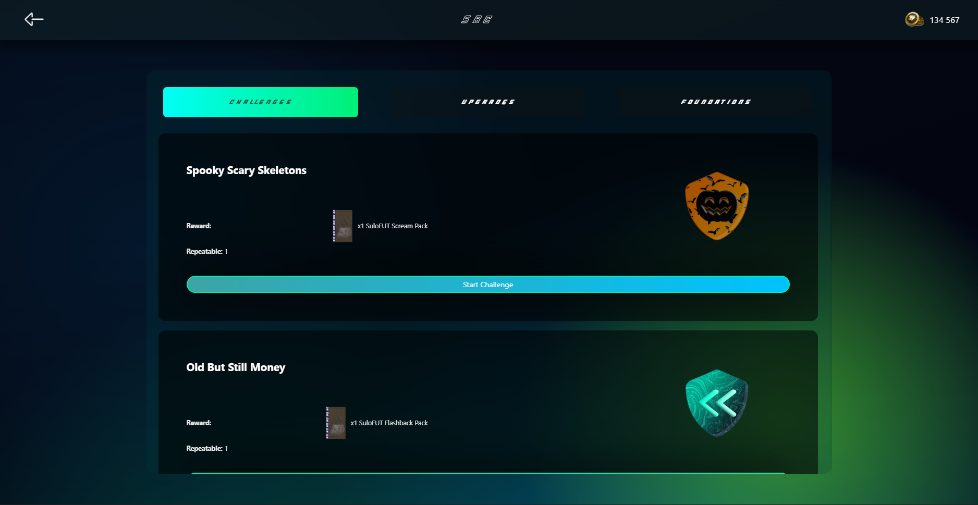 SBC
134 567
CHALLENGES
UPGRADES
FOUNDATIONS
Spooky Scary Skeletons
Reward:
x1 SuloFUT Scream Pack
Repeatable: 1
Start Challenge
Old But Still Money
Reward:
x1 SuloFUT Flashback Pack
Repeatable: 1